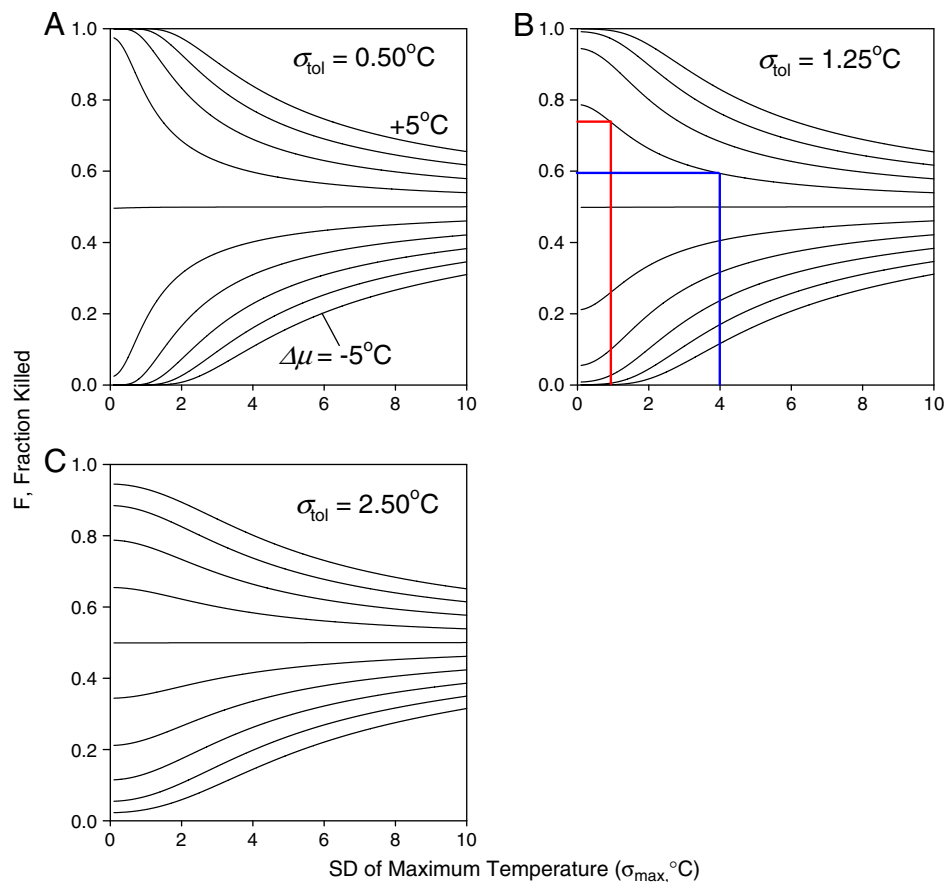 A
B
1.0
0.8
0.6
0.4
0.2
0.0
σtol = 0.50°C
+5°C
Δμ = -5°C
0 2 4 6 8 10
1.0
0.8
0.6
0.4
0.2
0.0
σtol = 1.25°C
0 2 4 6 8 10
C
1.0
0.8
0.6
0.4
0.2
0.0
σtol = 2.50°C
0 2 4 6 8 10
F, Fraction Killed
SD of Maximum Temperature (σmax,°C)